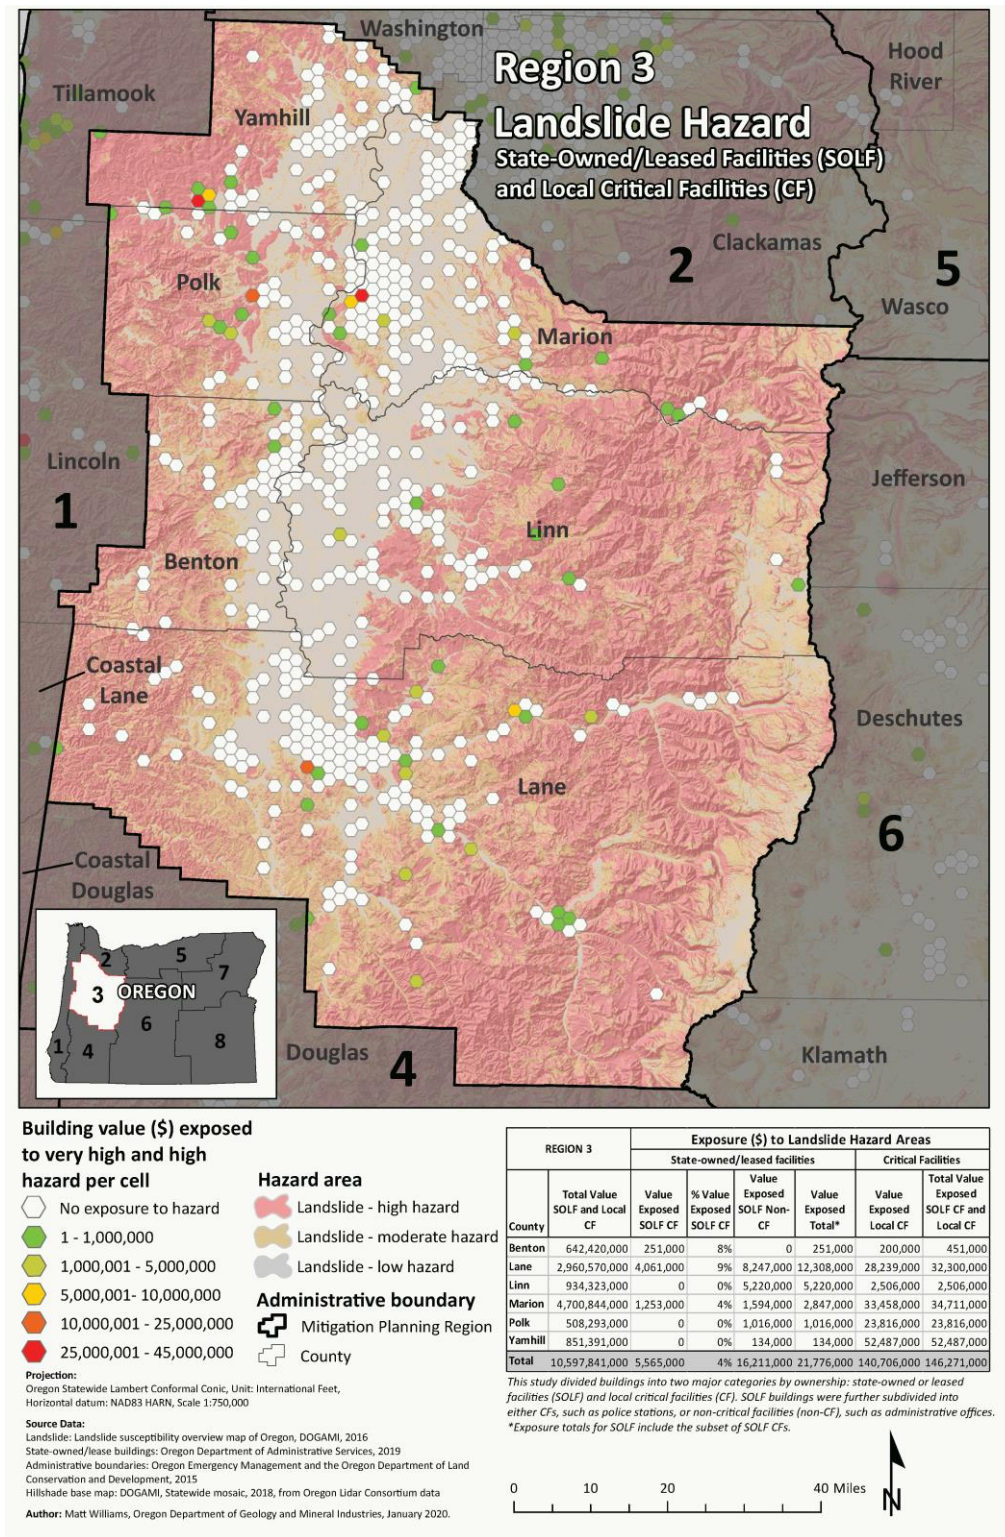 Washington
Region 3
Landslide Hazard
State-Owned/Leased Facilities (SOLF)
and Local Critical Facilities (CF)
Hood
River
Tillamook
Yamhill
Clackamas
2
5
Polk
Wasco
Marion
Lincoln
1
Jefferson
Linn
Benton
Coastal
Lane
Deschutes
Lane
6
Coastal
Douglas
Douglas
4
Klamath
2
5
7
3
OREGON
6
1
4
8
Building value ($) exposed
to very high and high
hazard per cell
No exposure to hazard
1 - 1,000,000
1,000,001 - 5,000,000
5,000,001- 10,000,000
10,000,001 - 25,000,000
25,000,001 - 45,000,000
Hazard area
Landslide - high hazard
Landslide - moderate hazard
Landslide - low hazard
Administrative boundary
Mitigation Planning Region
County
Projection:
Oregon Statewide Lambert Conformal Conic, Unit: International Feet,
Horizontal datum: NAD83 HARN, Scale 1:750,000
Source Data:
Landslide: Landslide susceptibility overview map of Oregon, DOGAMI, 2016
State-owned/lease buildings: Oregon Department of Administrative Services, 2019
Administrative boundaries: Oregon Emergency Management and the Oregon Department of Land
Conservation and Development, 2015
Hillshade base map: DOGAMI, Statewide mosaic, 2018, from Oregon Lidar Consortium data
Author: Matt Williams, Oregon Department of Geology and Mineral Industries, January 2020.
REGION 3
Exposure ($) to Landslide Hazard Areas
State-owned/leased facilities Critical Facilities
County Total Value SOLF and Local CF Value Exposed SOLF CF % Value Exposed SOLF CF Value Exposed SOLF Non-CF Value Exposed Total* Value Exposed Local CF Total Value Exposed SOLF CF and Local CF
Benton 642,420,000 251,000 8% 0 251,000 200,000 451,000
Lane 2,960,570,000 4,061,000 9% 8,247,000 12,308,000 28,239,000 32,300,000
Linn 934,323,000 0 0% 5,220,000 5,220,000 2,506,000 2,506,000
Marion 4,700,844,000 1,253,000 4% 1,594,000 2,847,000 33,458,000 34,711,000
Polk 508,293,000 0 0% 1,016,000 1,016,000 23,816,000 23,816,000
Yamhill 851,391,000 0 0% 134,000 134,000 52,487,000 52,487,000
Total 10,597,841,000 5,565,000 4% 16,211,000 21,776,000 140,706,000 146,271,000
This study divided buildings into two major categories by ownership: state-owned or leased
facilities (SOLF) and local critical facilities (CF). SOLF buildings were further subdivided into
either CFs, such as police stations, or non-critical facilities (non-CF), such as administrative offices.
*Exposure totals for SOLF include the subset of SOLF CFs.
0 10 20 40 Miles
N